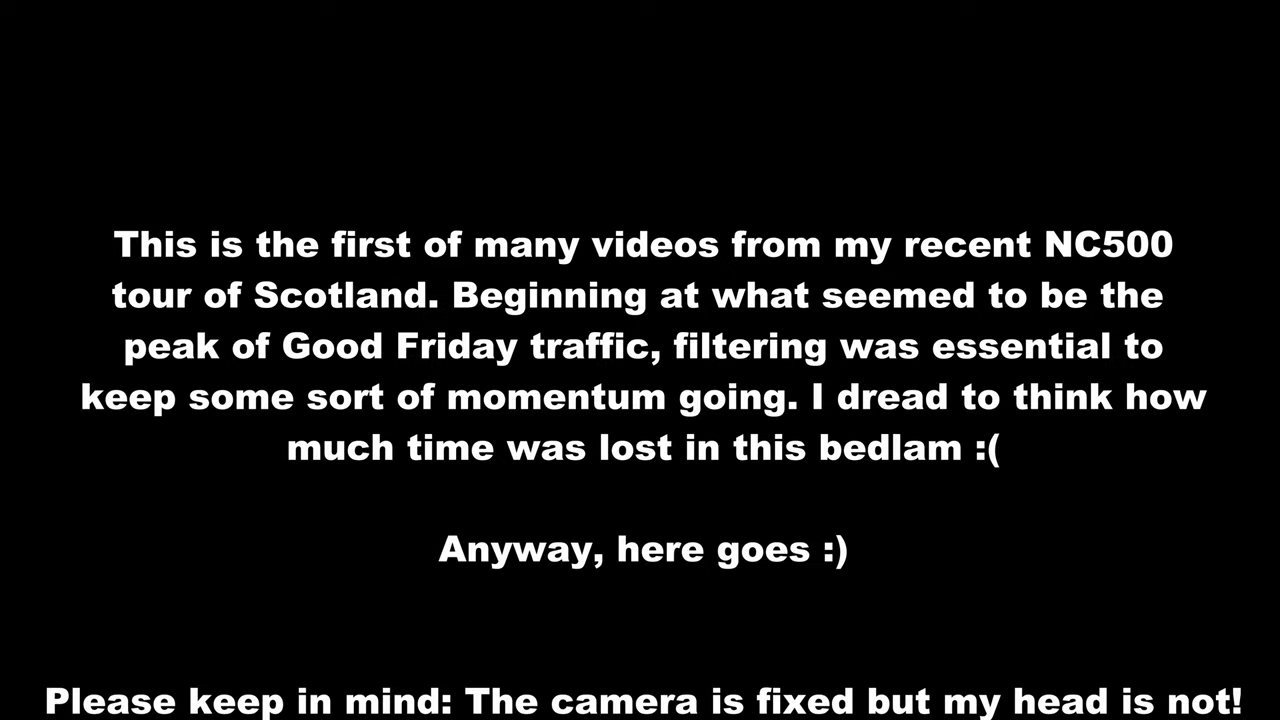 This is the first of many videos from my recent NC500
tour of Scotland. Beginning at what seemed to be the
peak of Good Friday traffic, filtering was essential to
keep some sort of momentum going. I dread to think how
much time was lost in this bedlam :(
Anyway, here goes :)
Please keep in mind: The camera is fixed but my head is not!